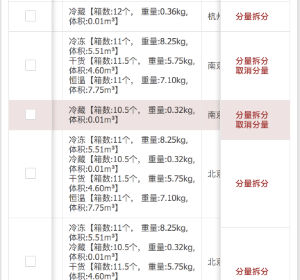 冷藏【箱数:12个， 重量:0.36kg,
体积:0.01m³】
杭州
分量拆分
冷冻【箱数:11个， 重量:8.25kg,
体积:5.51m³】
干货【箱数:11.5个， 重量:5.75kg,
体积:4.60m³】
恒温【箱数:11个， 重量:7.10kg,
体积:7.75m³】
南京
分量拆分
取消分量
冷藏【箱数:10.5个， 重量:0.32kg,
体积:0.01m³】
南京
分量拆分
取消分量
冷冻【箱数:11个， 重量:8.25kg,
体积:5.51m³】
冷藏【箱数:10.5个， 重量:0.32kg,
体积:0.01m³】
干货【箱数:11.5个， 重量:5.75kg,
体积:4.60m³】
恒温【箱数:11个， 重量:7.10kg,
体积:7.75m³】
北京
分量拆分
冷冻【箱数:11个， 重量:8.25kg,
体积:5.51m³】
冷藏【箱数:10.5个， 重量:0.32kg,
体积:0.01m³】
干货【箱数:11.5个， 重量:5.75kg,
体积:4.60m³】
北京
分量拆分